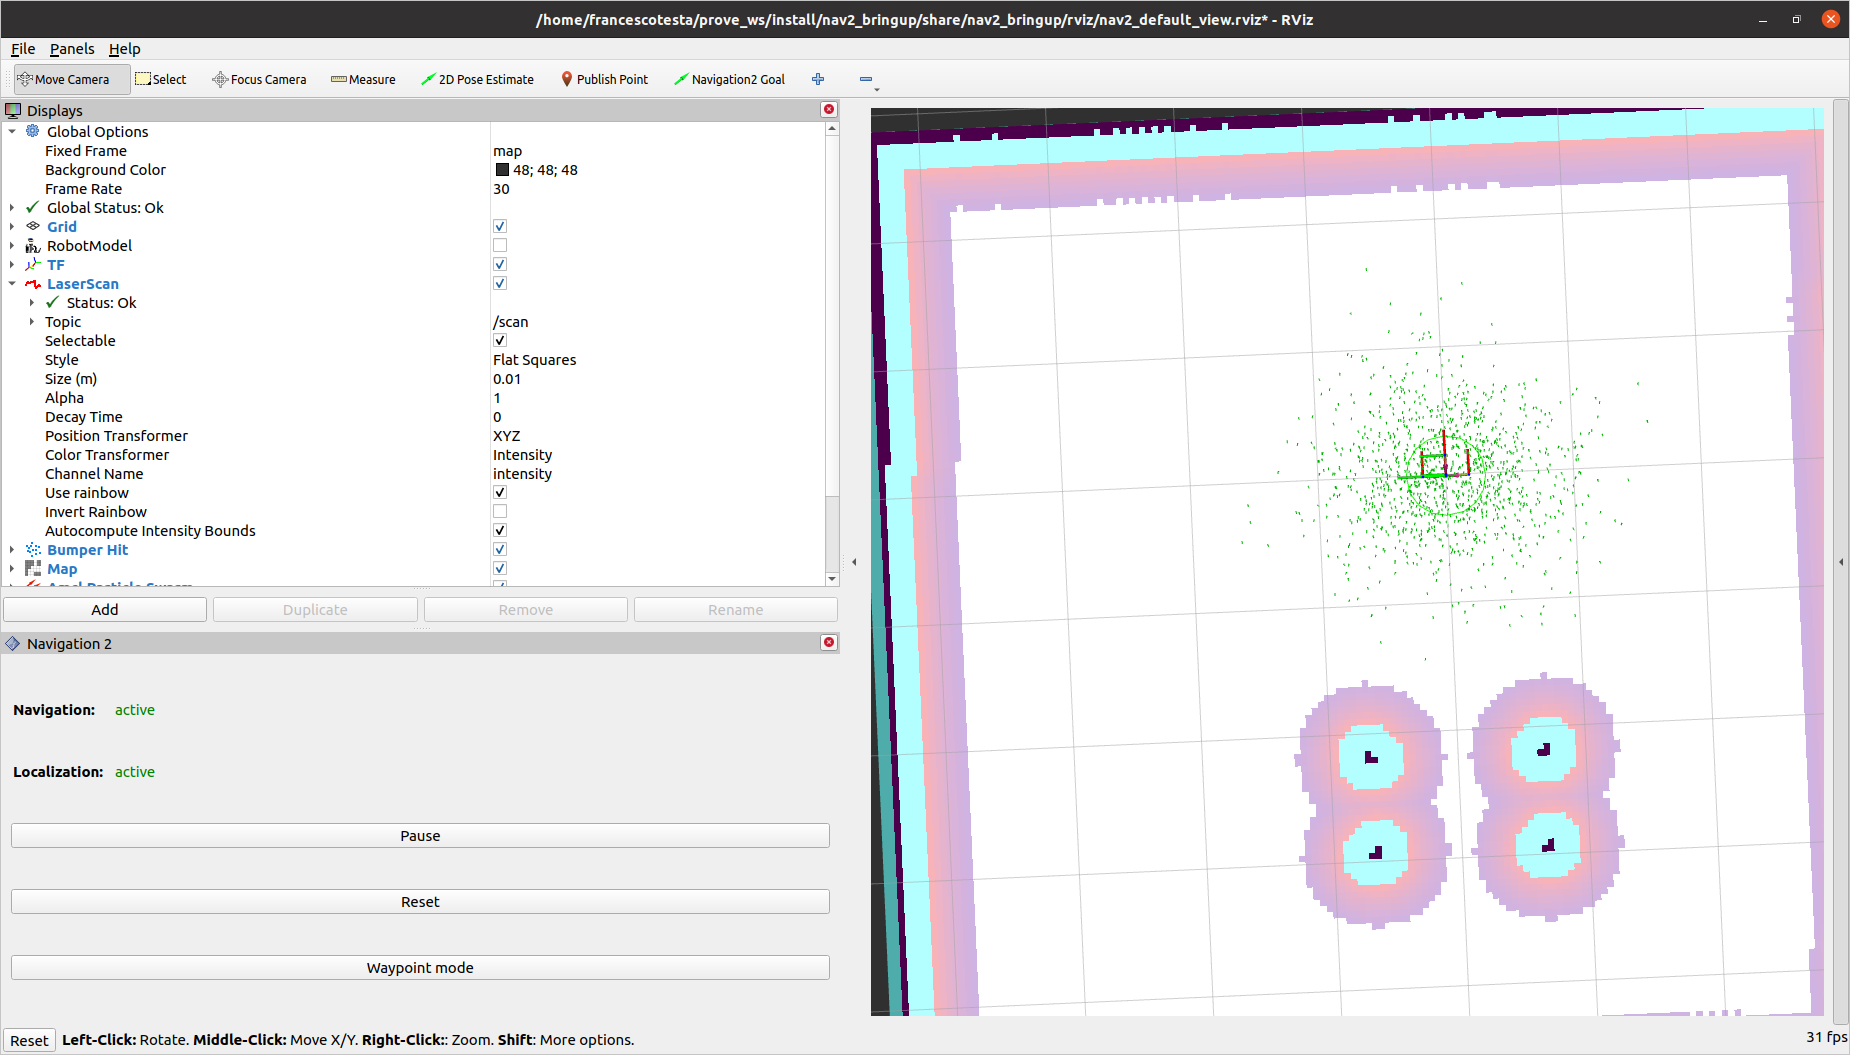 /home/francescotesta/prove_ws/install/nav2_bringup/share/nav2_bringup/rviz/nav2_default_view.rviz* - RViz
File Panels Help
Move Camera Select Focus Camera Measure 2D Pose Estimate Publish Point Navigation2 Goal
Displays
Global Options
Fixed Frame map
Background Color 48; 48; 48
Frame Rate 30
Global Status: Ok
Grid
RobotModel
TF
LaserScan
Status: Ok
Topic /scan
Selectable
Style Flat Squares
Size (m) 0.01
Alpha 1
Decay Time 0
Position Transformer XYZ
Color Transformer Intensity
Channel Name intensity
Use rainbow
Invert Rainbow
Autocompute Intensity Bounds
Bumper Hit
Map
Amcl Particle Swarm
Add Duplicate Remove Rename
Navigation 2
Navigation: active
Localization: active
Pause
Reset
Waypoint mode
Reset Left-Click: Rotate. Middle-Click: Move X/Y. Right-Click:: Zoom. Shift: More options. 31 fps